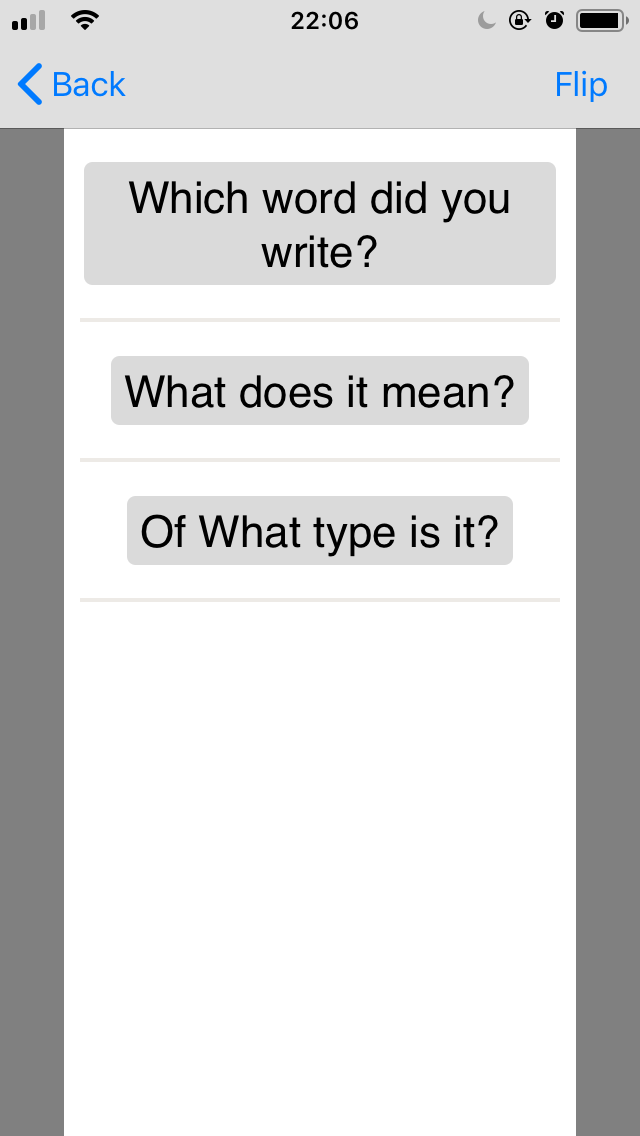 22:06
Back
Flip
Which word did you
write?
What does it mean?
Of What type is it?